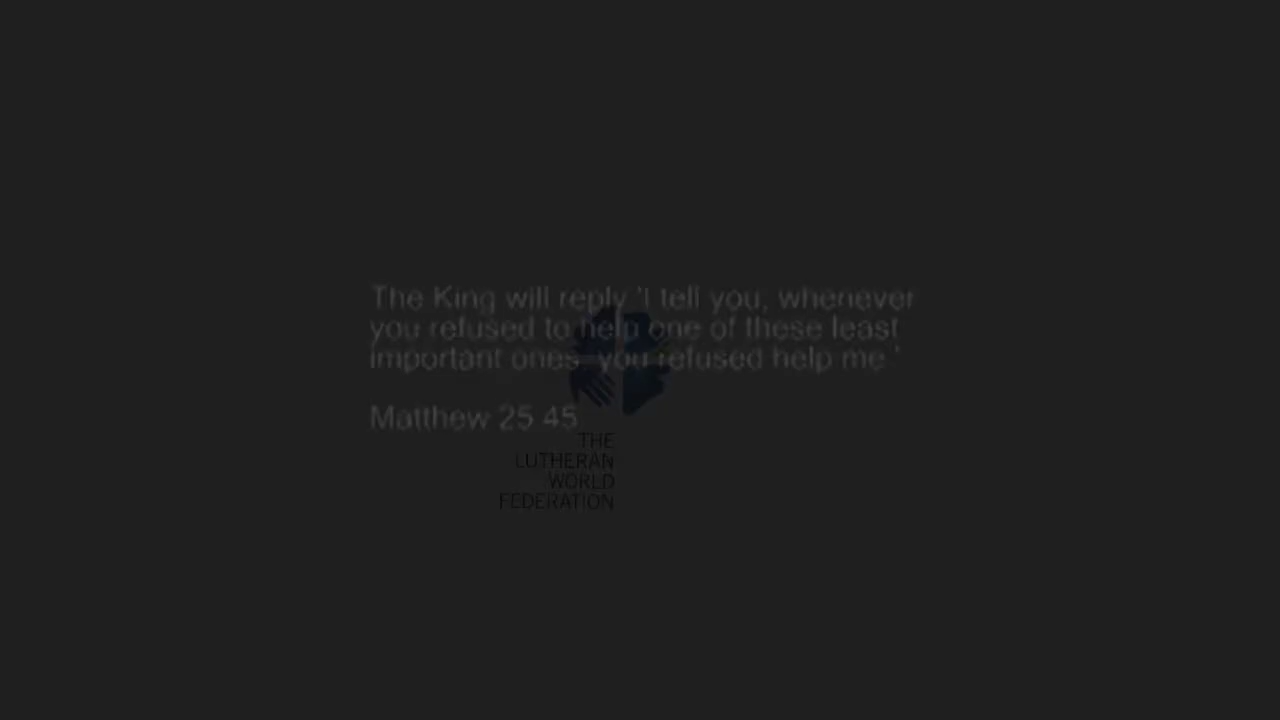 The King will reply 'I tell you, whenever
you refused to help one of these least
important ones, you refused help me.'
Matthew 25 45
THE
LUTHERAN
WORLD
FEDERATION